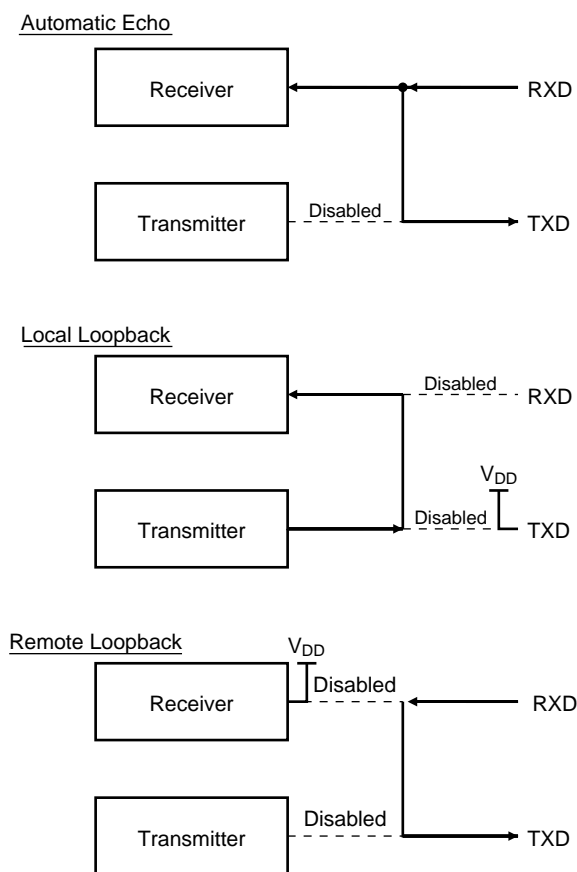 Automatic Echo
Receiver
RXD
Transmitter
Disabled
TXD
Local Loopback
Receiver
Disabled
RXD
VDD
Transmitter
Disabled
TXD
Remote Loopback
VDD
Receiver
Disabled
RXD
Transmitter
Disabled
TXD